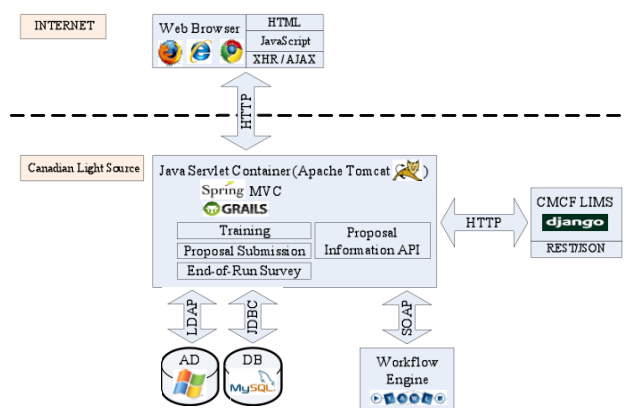 INTERNET
Web Browser
HTML
JavaScript
XHR / AJAX
HTTP
Canadian Light Source
Java Servlet Container (Apache Tomcat )
Spring MVC
GRAILS
Training
Proposal Submission
End-of-Run Survey
Proposal
Information API
HTTP
CMCF LIMS
django
REST/JSON
LDAP
JDBC
SOAP
AD
DB
MySQL
Workflow
Engine
YAWL